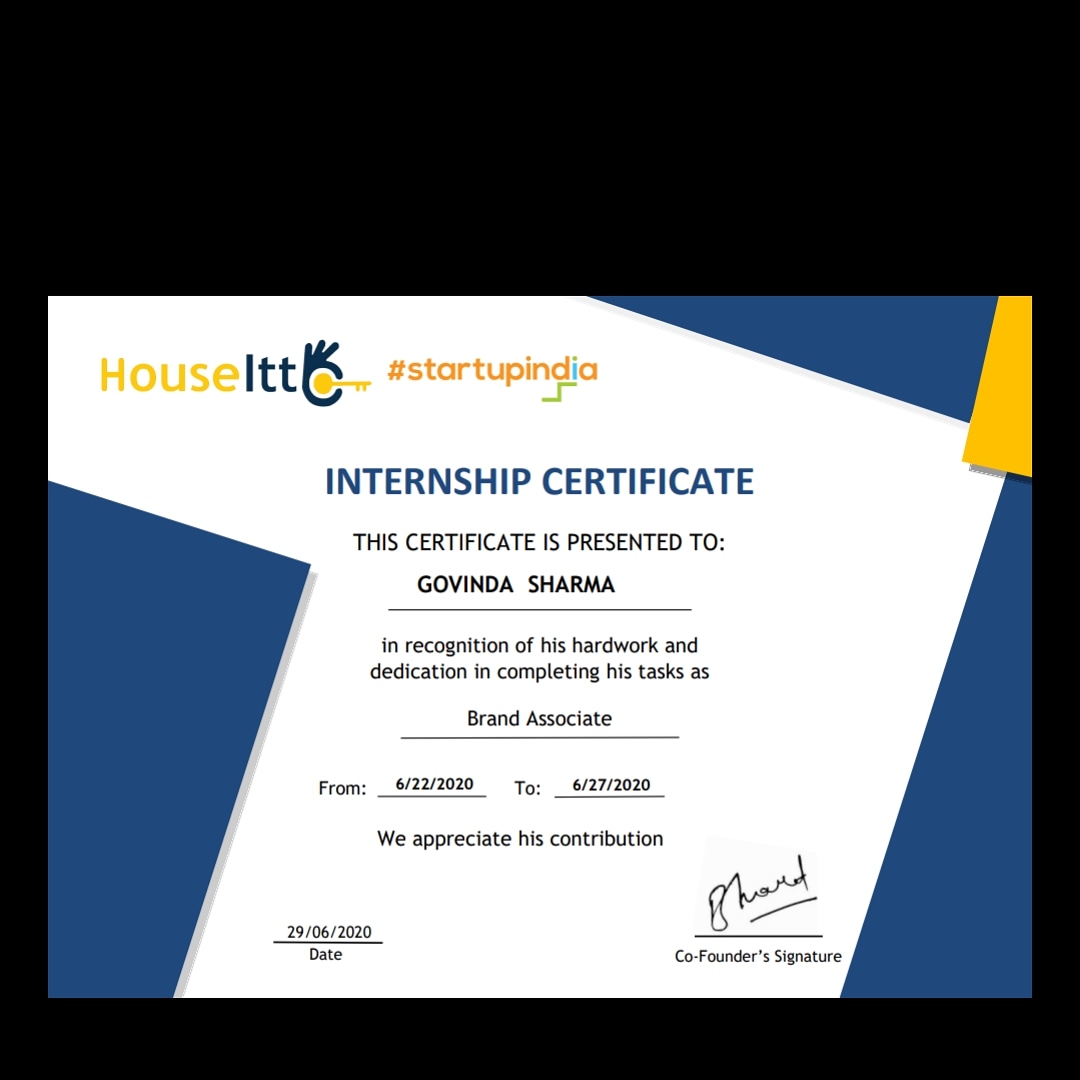 HouseItt
#startupindia
INTERNSHIP CERTIFICATE
THIS CERTIFICATE IS PRESENTED TO:
GOVINDA SHARMA
in recognition of his hardwork and
dedication in completing his tasks as
Brand Associate
From: 6/22/2020 To: 6/27/2020
We appreciate his contribution
29/06/2020
Date
Co-Founder's Signature